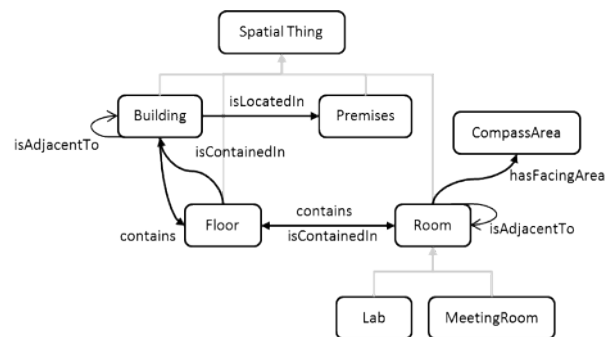 Spatial Thing
Building
isLocatedIn
Premises
CompassArea
isAdjacentTo
isContainedIn
hasFacingArea
contains
Floor
contains
isContainedIn
Room
isAdjacentTo
Lab
MeetingRoom